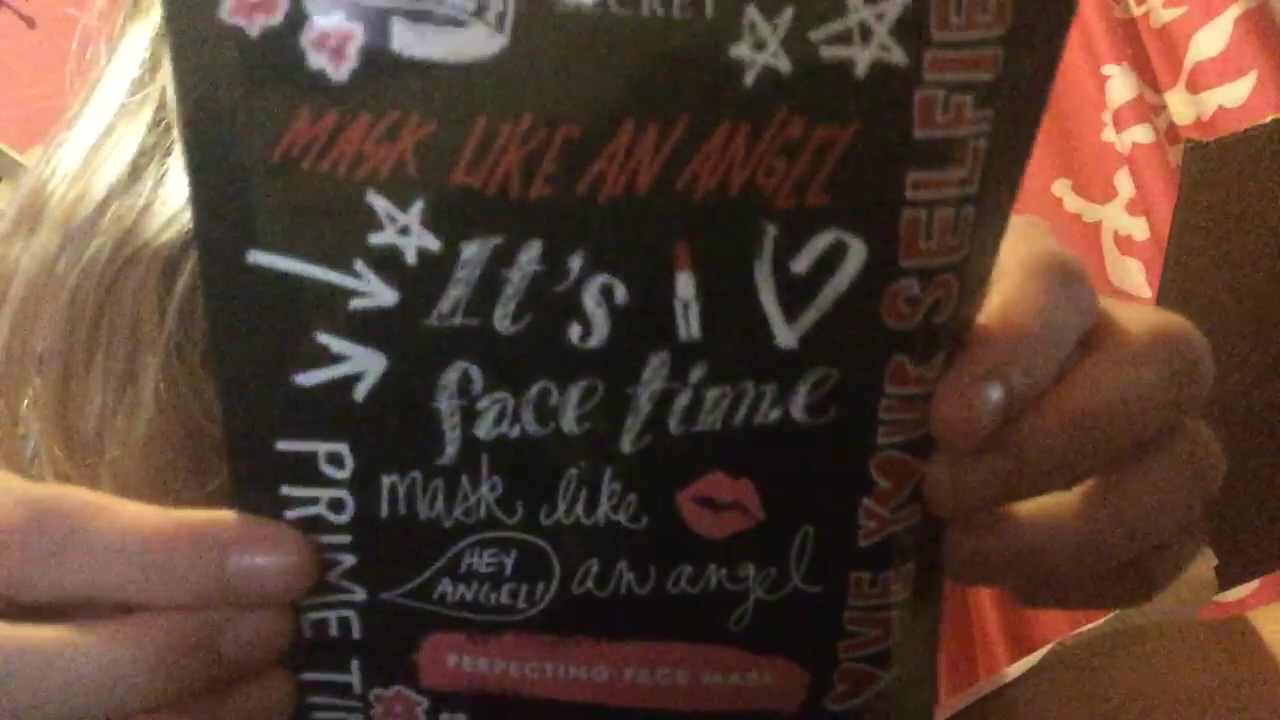 MASK LIKE AN ANGEL
It's
face time
mask like
HEY
ANGEL!
an angel
PERFECTING FACE MASK
PRIME TI
LOVE YOUR SELFIE